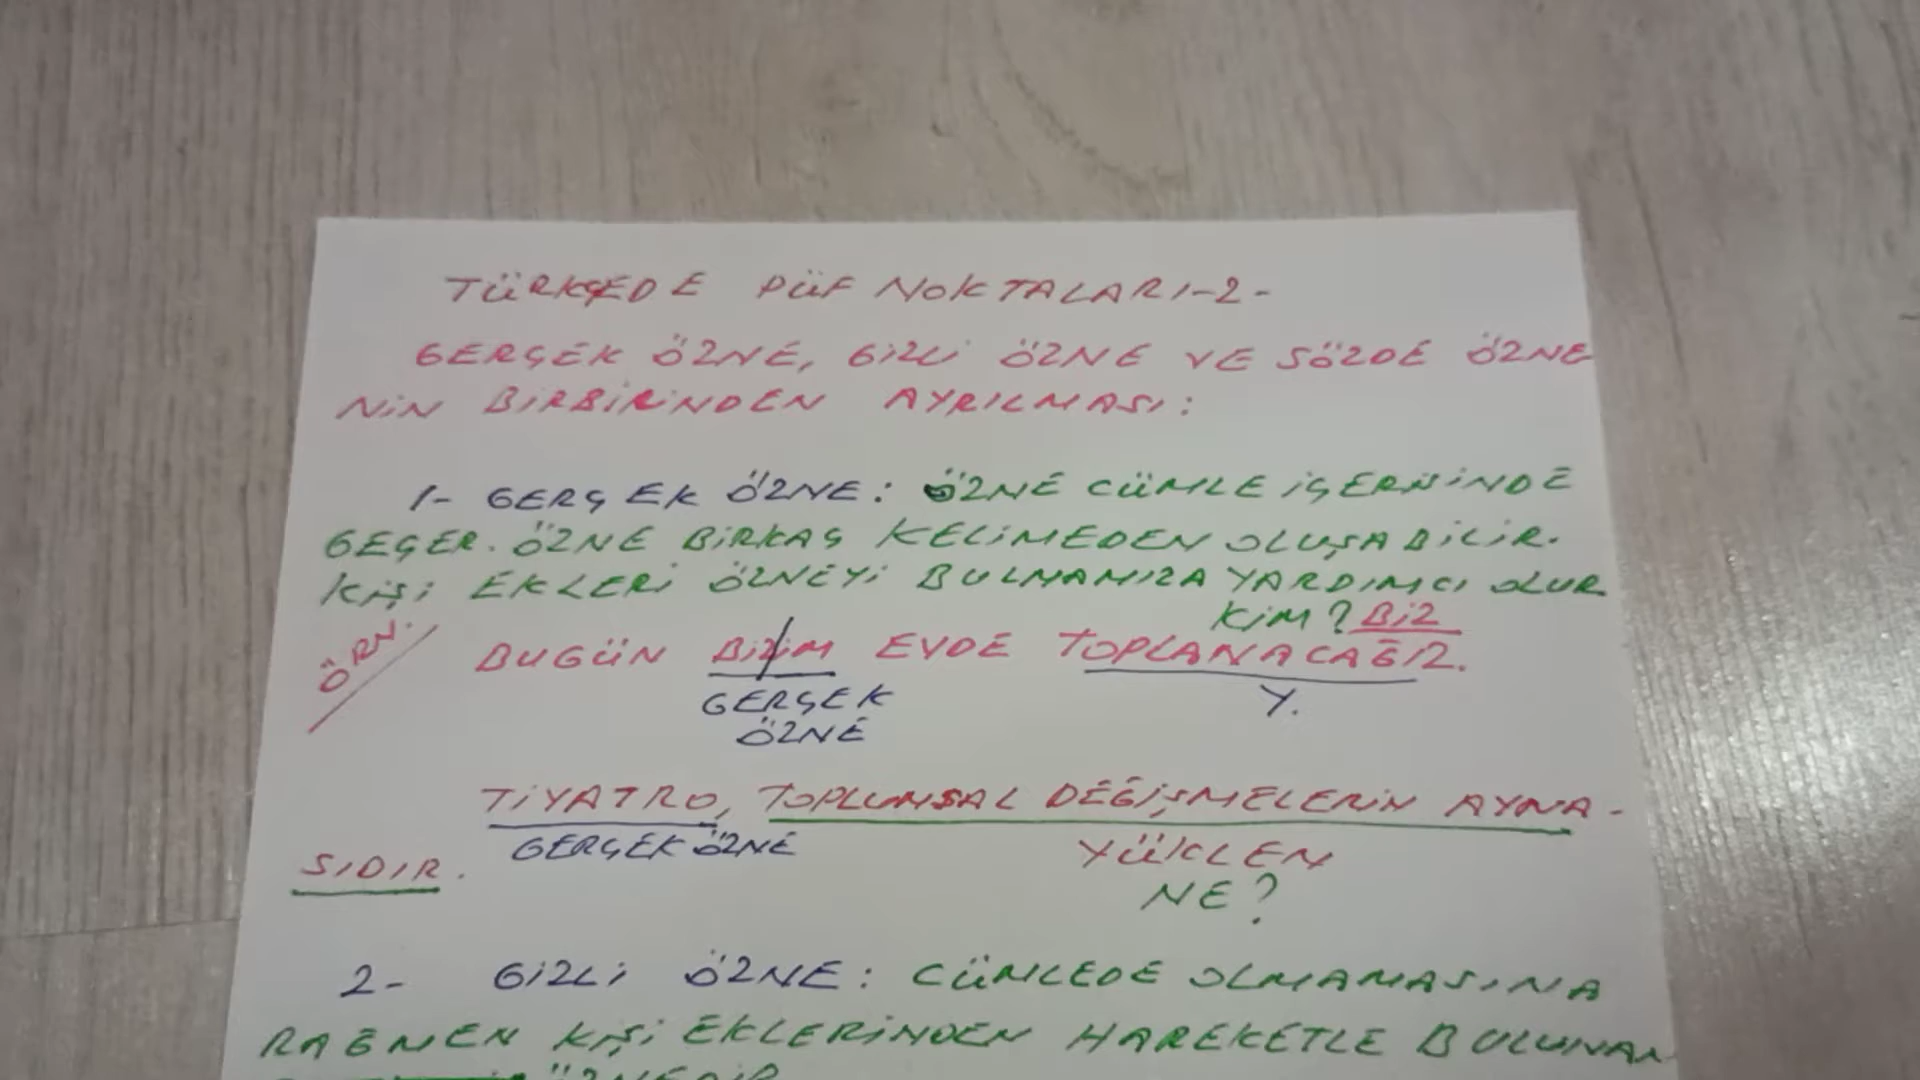 TÜRKÇEDE PÜF NOKTALARI-2-
GERÇEK ÖZNE, GİZLİ ÖZNE VE SÖZDE ÖZNE
NİN BİRBİRİNDEN AYRILMASI:
1- GERÇEK ÖZNE: ÖZNE CÜMLE İÇERİSİNDE
GEÇER. ÖZNE BİRKAÇ KELİMEDEN OLUŞABİLİR.
KİŞİ EKLERİ ÖZNEYİ BULMAMIZA YARDIMCI OLUR
KİM? BİZ
ÖRN. BUGÜN BİZİM EVDE TOPLANACAĞIZ.
GERÇEK Y.
ÖZNE
TİYATRO, TOPLUMSAL DEĞİŞMELERİN AYNA-
GERÇEK ÖZNE YÜKLEM
SIDIR.
NE?
2- GİZLİ ÖZNE: CÜMLEDE OLMAMASINA
RAĞMEN KİŞİ EKLERİNDEN HAREKETLE BULUNAN
ÖZNEDİR